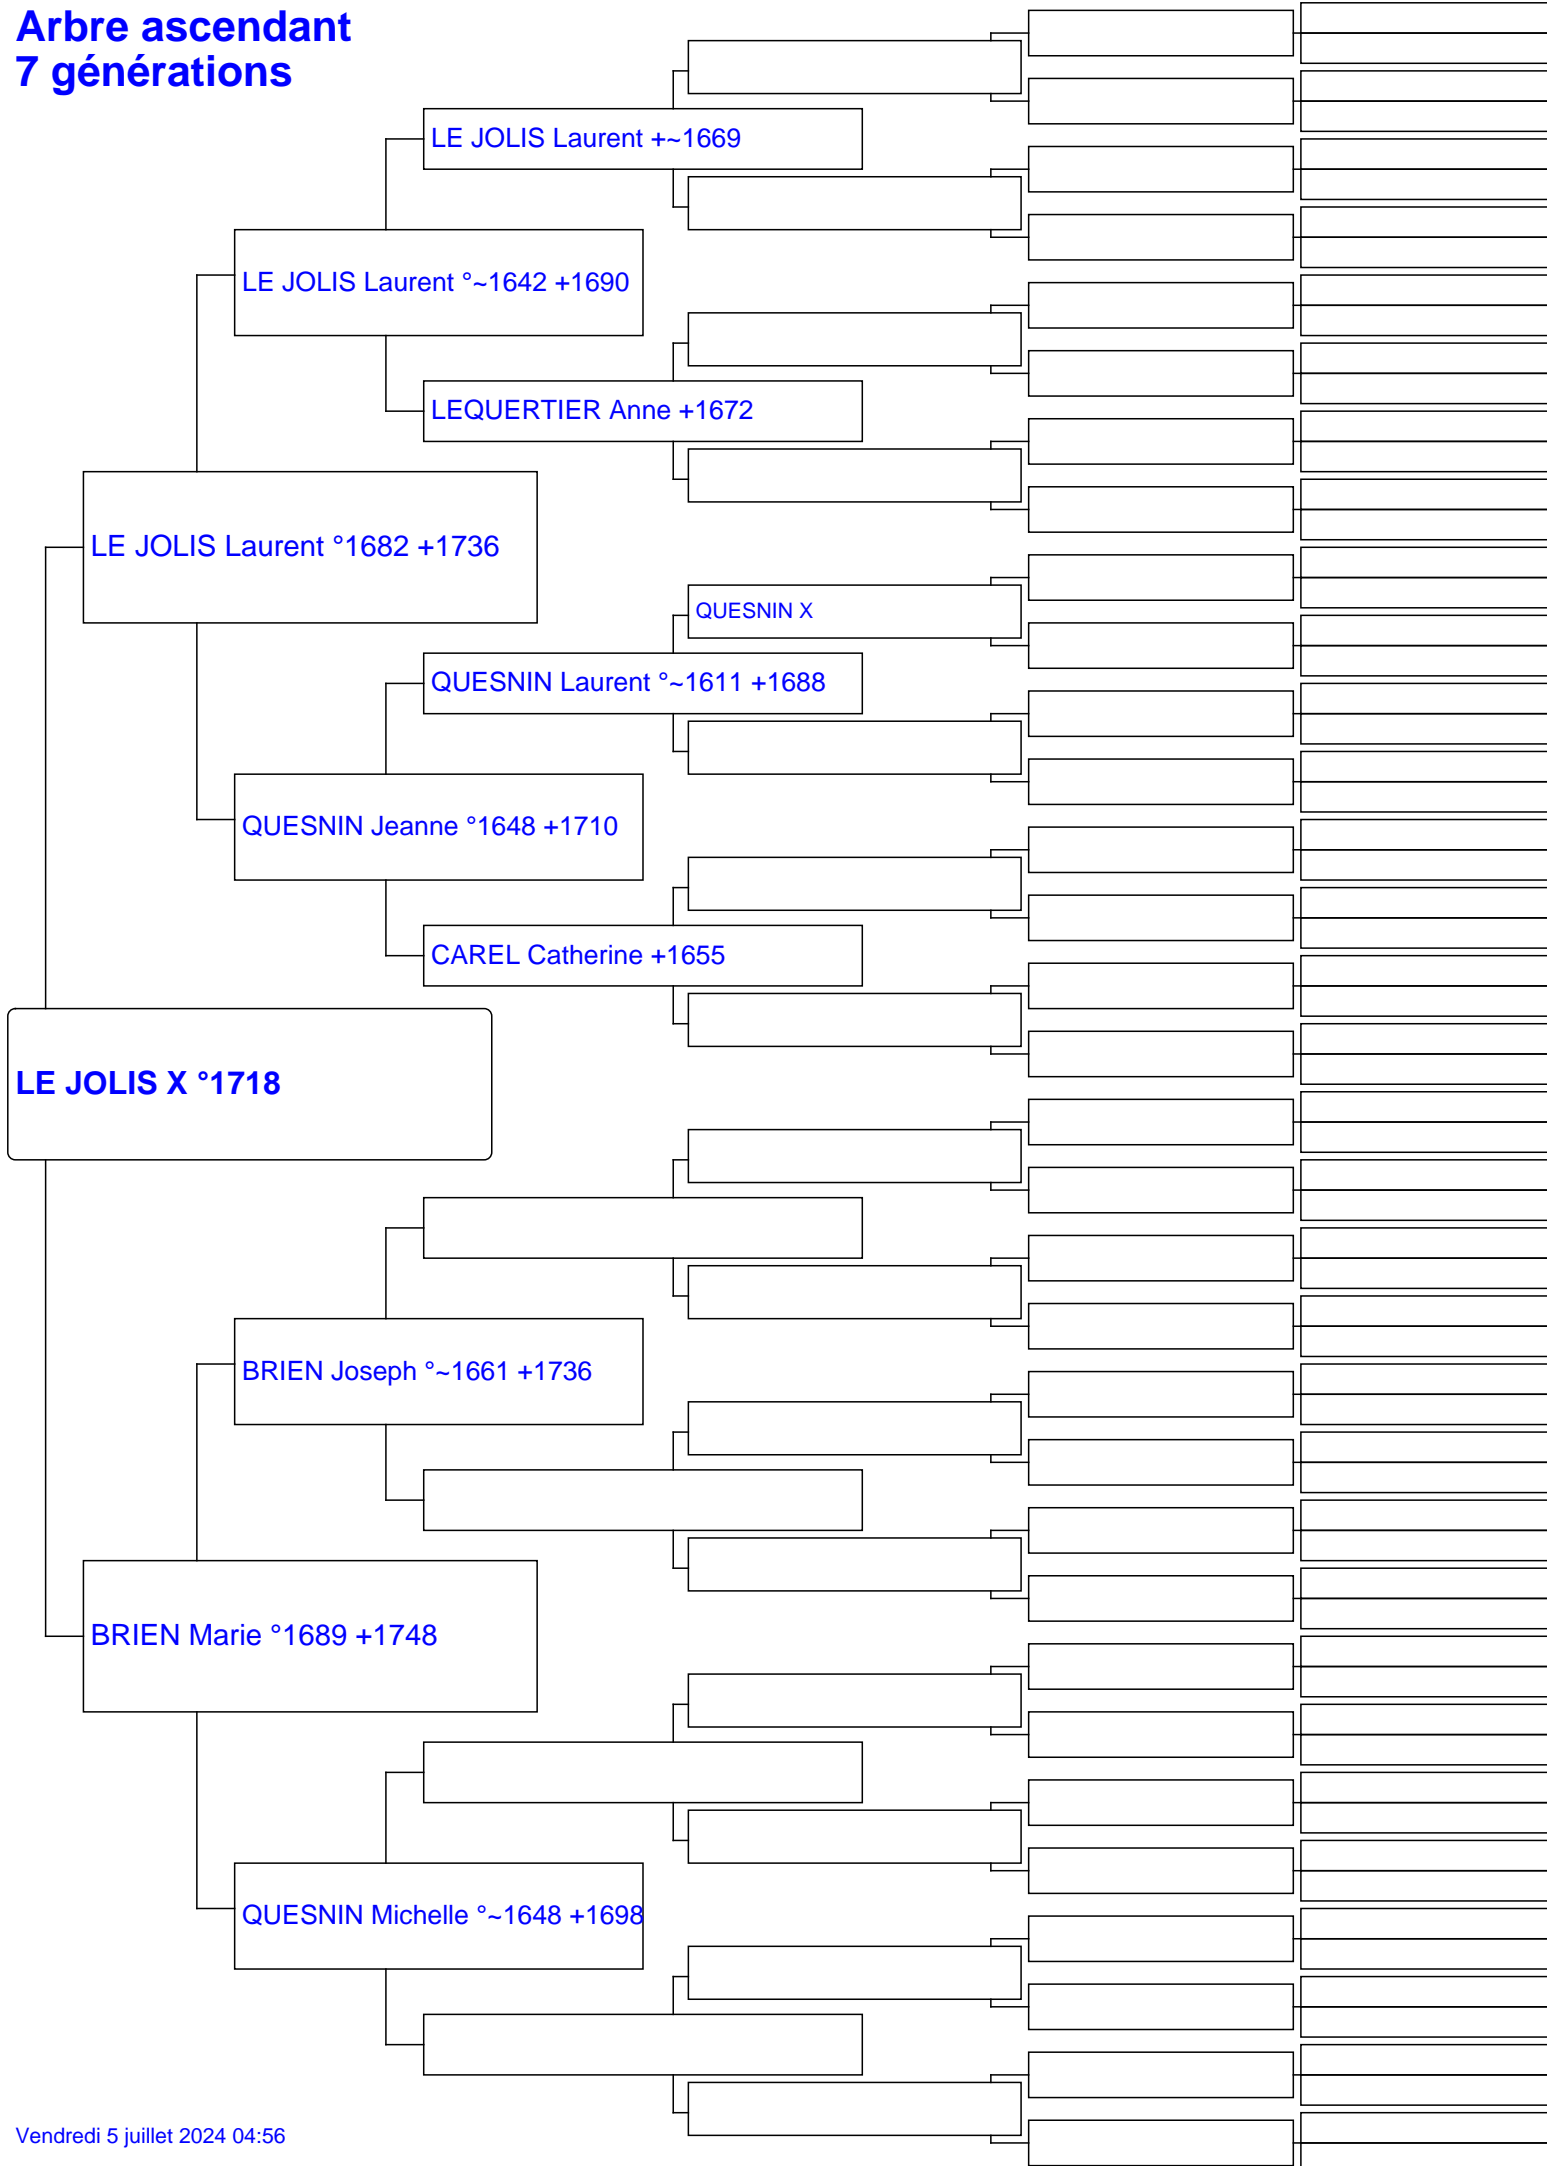 Arbre ascendant
7 générations
LE JOLIS Laurent +~1669
LE JOLIS Laurent °~1642 +1690
LEQUERTIER Anne +1672
LE JOLIS Laurent °1682 +1736
QUESNIN X
QUESNIN Laurent °~1611 +1688
QUESNIN Jeanne °1648 +1710
CAREL Catherine +1655
LE JOLIS X °1718
BRIEN Joseph °~1661 +1736
BRIEN Marie °1689 +1748
QUESNIN Michelle °~1648 +1698
Vendredi 5 juillet 2024 04:56